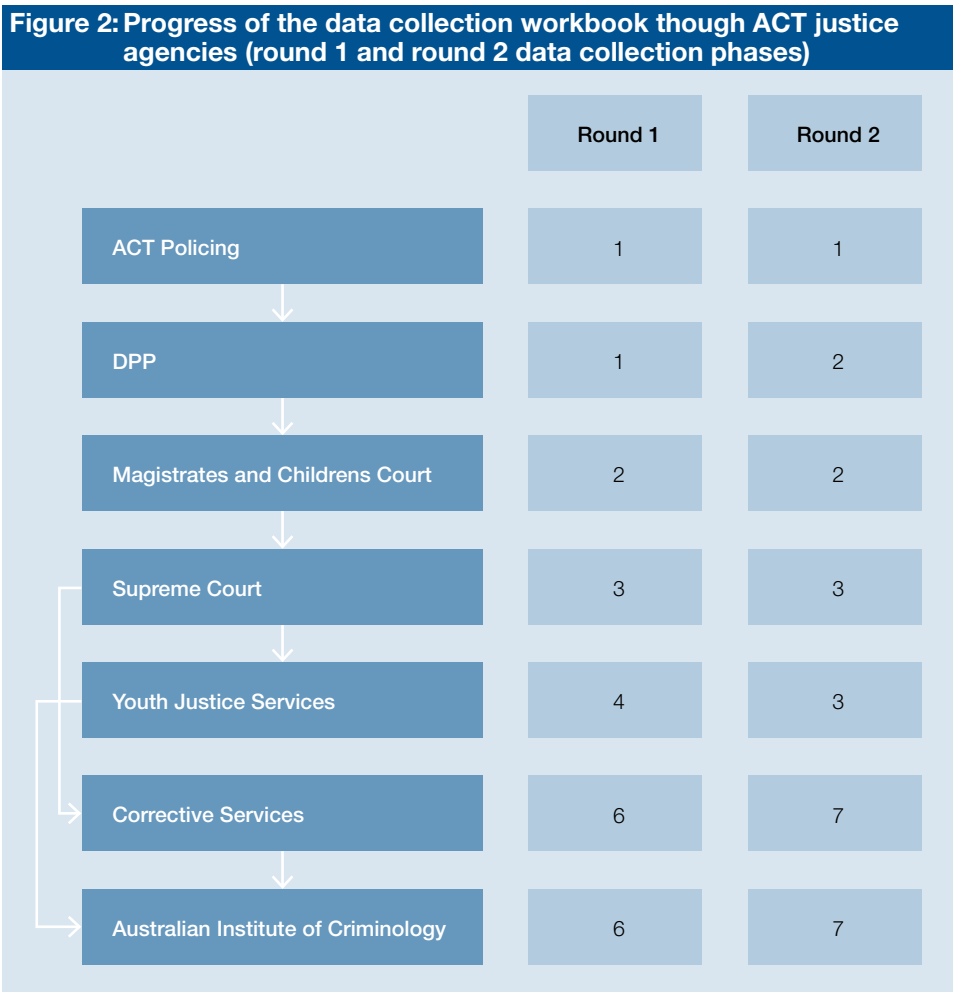 Figure 2: Progress of the data collection workbook though ACT justice
agencies (round 1 and round 2 data collection phases)
Round 1 Round 2
ACT Policing 1 1
DPP 1 2
Magistrates and Childrens Court 2 2
Supreme Court 3 3
Youth Justice Services 4 3
Corrective Services 6 7
Australian Institute of Criminology 6 7